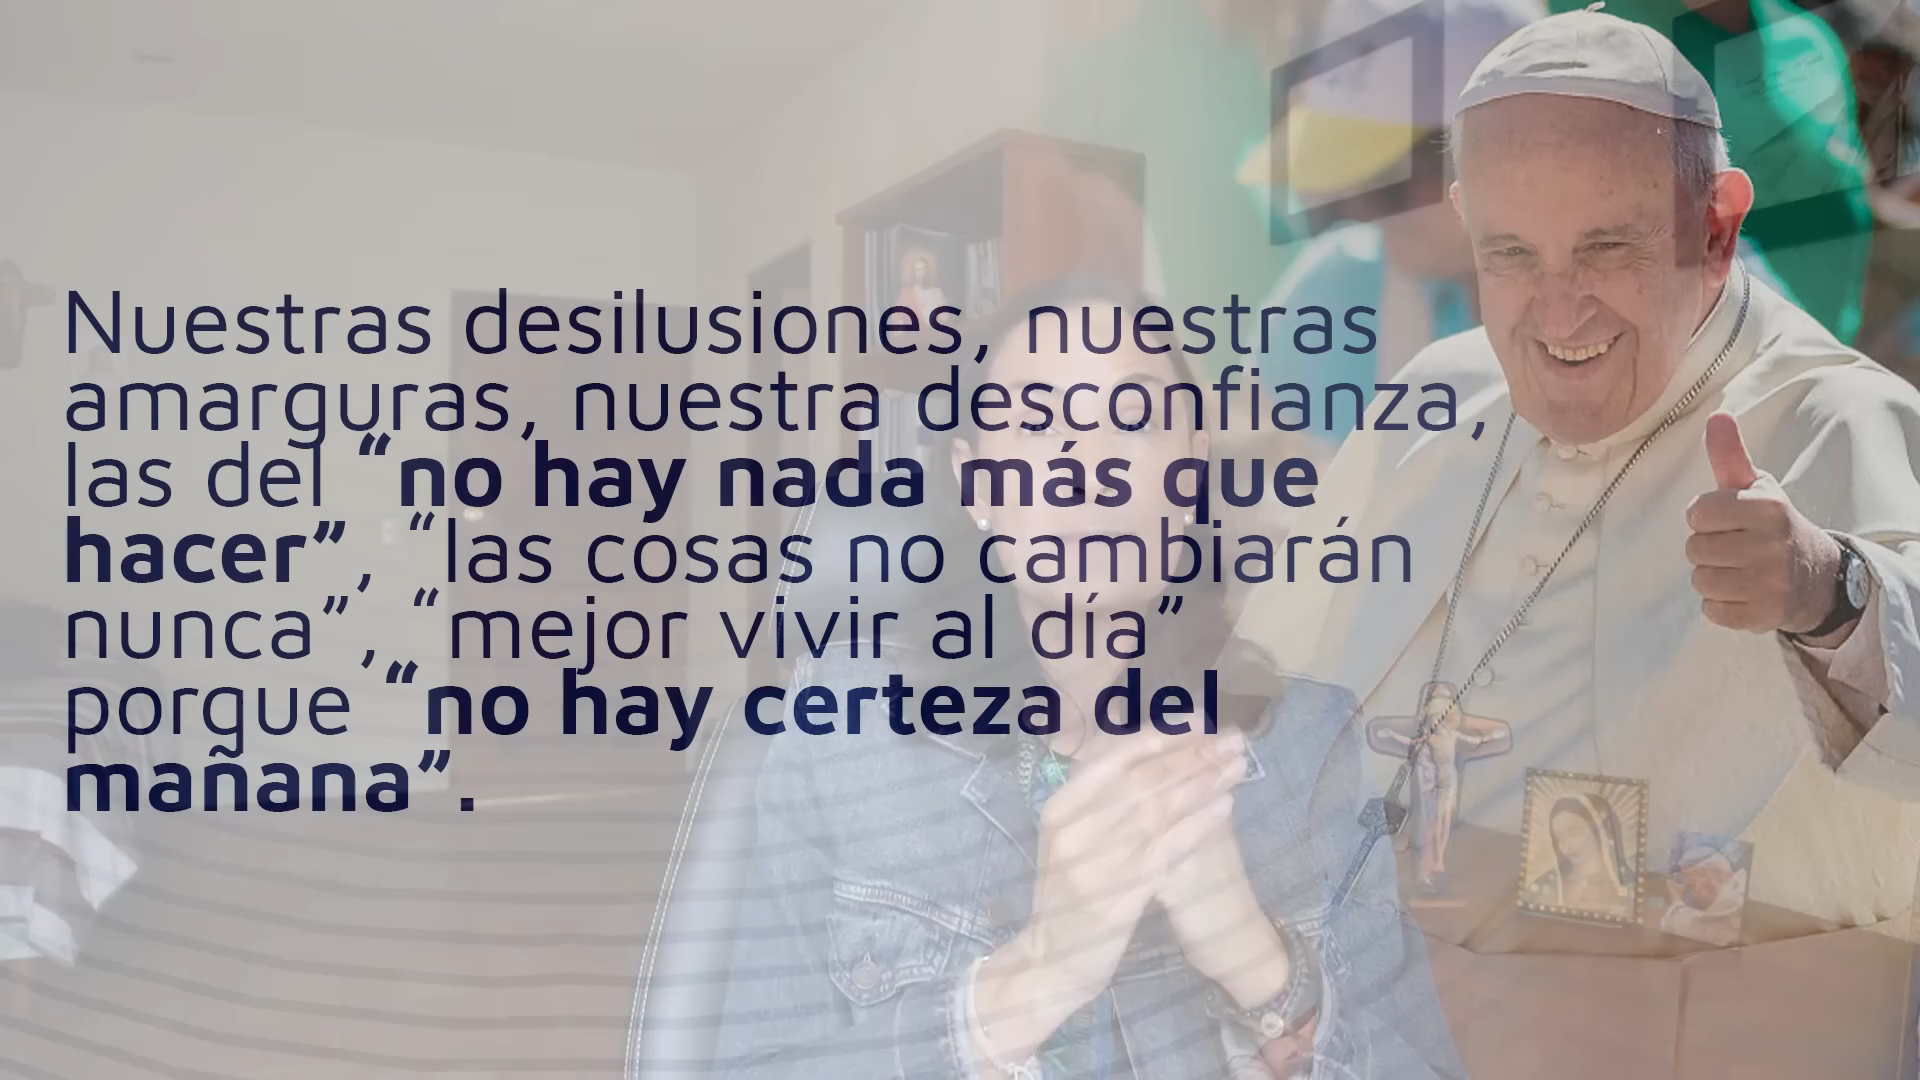 Nuestras desilusiones, nuestras
amarguras, nuestra desconfianza,
las del “no hay nada más que
hacer”, “las cosas no cambiarán
nunca”, “mejor vivir al día”
porque “no hay certeza del
mañana”.